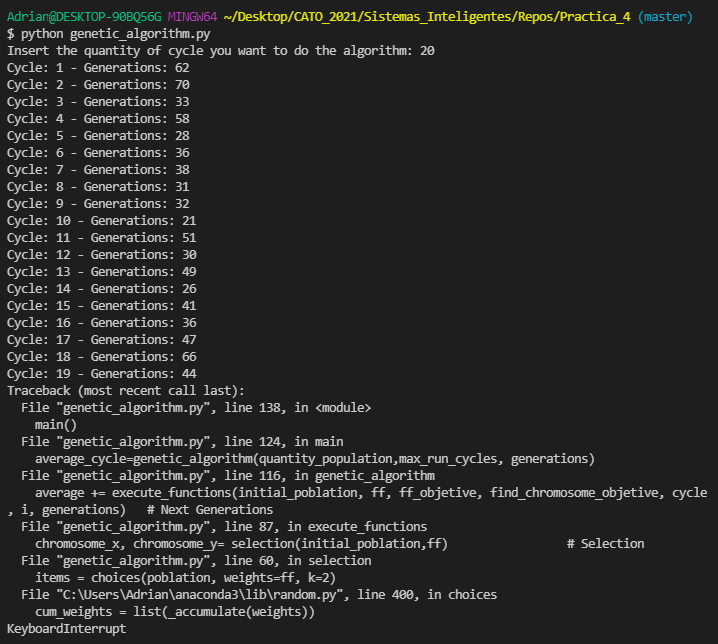 Adrian@DESKTOP-90BQ56G MINGW64 ~/Desktop/CATO_2021/Sistemas_Inteligentes/Repos/Practica_4 (master)
$ python genetic_algorithm.py
Insert the quantity of cycle you want to do the algorithm: 20
Cycle: 1 - Generations: 62
Cycle: 2 - Generations: 70
Cycle: 3 - Generations: 33
Cycle: 4 - Generations: 58
Cycle: 5 - Generations: 28
Cycle: 6 - Generations: 36
Cycle: 7 - Generations: 38
Cycle: 8 - Generations: 31
Cycle: 9 - Generations: 32
Cycle: 10 - Generations: 21
Cycle: 11 - Generations: 51
Cycle: 12 - Generations: 30
Cycle: 13 - Generations: 49
Cycle: 14 - Generations: 26
Cycle: 15 - Generations: 41
Cycle: 16 - Generations: 36
Cycle: 17 - Generations: 47
Cycle: 18 - Generations: 66
Cycle: 19 - Generations: 44
Traceback (most recent call last):
  File "genetic_algorithm.py", line 138, in <module>
    main()
  File "genetic_algorithm.py", line 124, in main
    average_cycle=genetic_algorithm(quantity_population,max_run_cycles, generations)
  File "genetic_algorithm.py", line 116, in genetic_algorithm
    average += execute_functions(initial_poblation, ff, ff_objetive, find_chromosome_objetive, cycle
, i, generations)   # Next Generations
  File "genetic_algorithm.py", line 87, in execute_functions
    chromosome_x, chromosome_y= selection(initial_poblation,ff)                 # Selection
  File "genetic_algorithm.py", line 60, in selection
    items = choices(poblation, weights=ff, k=2)
  File "C:\Users\Adrian\anaconda3\lib\random.py", line 400, in choices
    cum_weights = list(_accumulate(weights))
KeyboardInterrupt